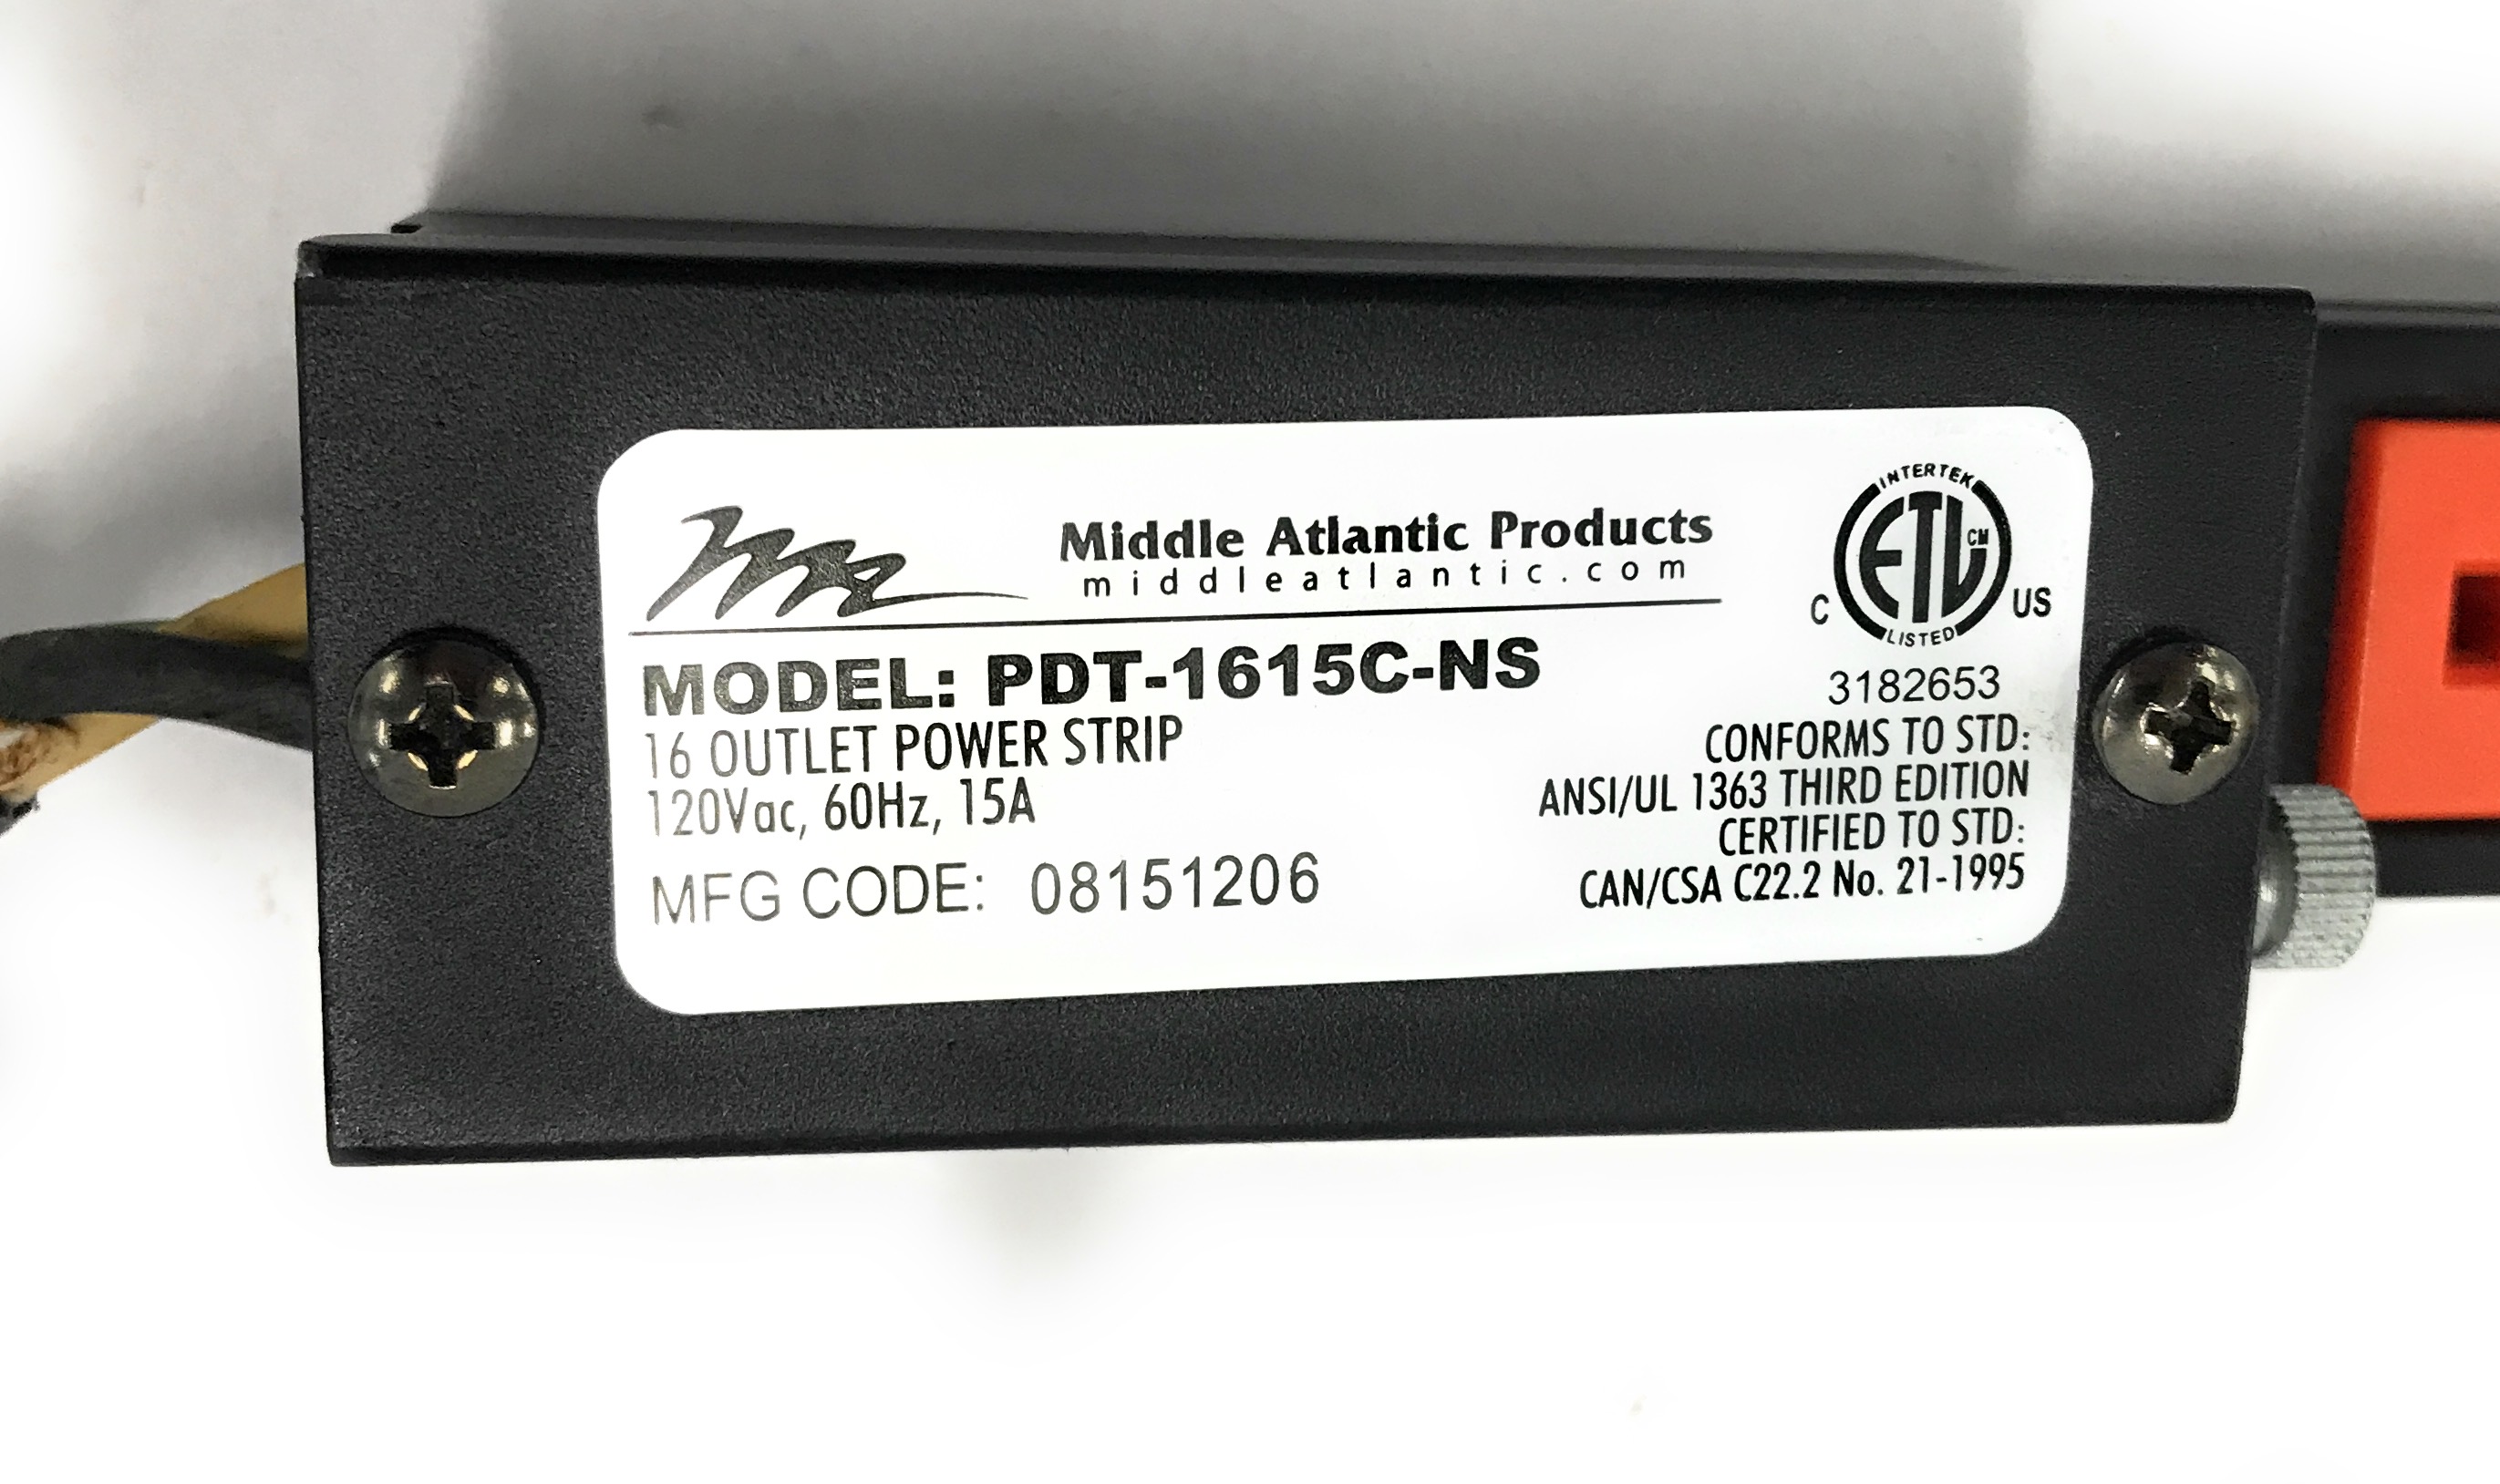 Middle Atlantic Products
middleatlantic.com
MODEL: PDT-1615C-NS
16 OUTLET POWER STRIP
120Vac, 60Hz, 15A
MFG CODE: 08151206
INTERTEK
ETL CM
C US
LISTED
3182653
CONFORMS TO STD:
ANSI/UL 1363 THIRD EDITION
CERTIFIED TO STD:
CAN/CSA C22.2 No. 21-1995